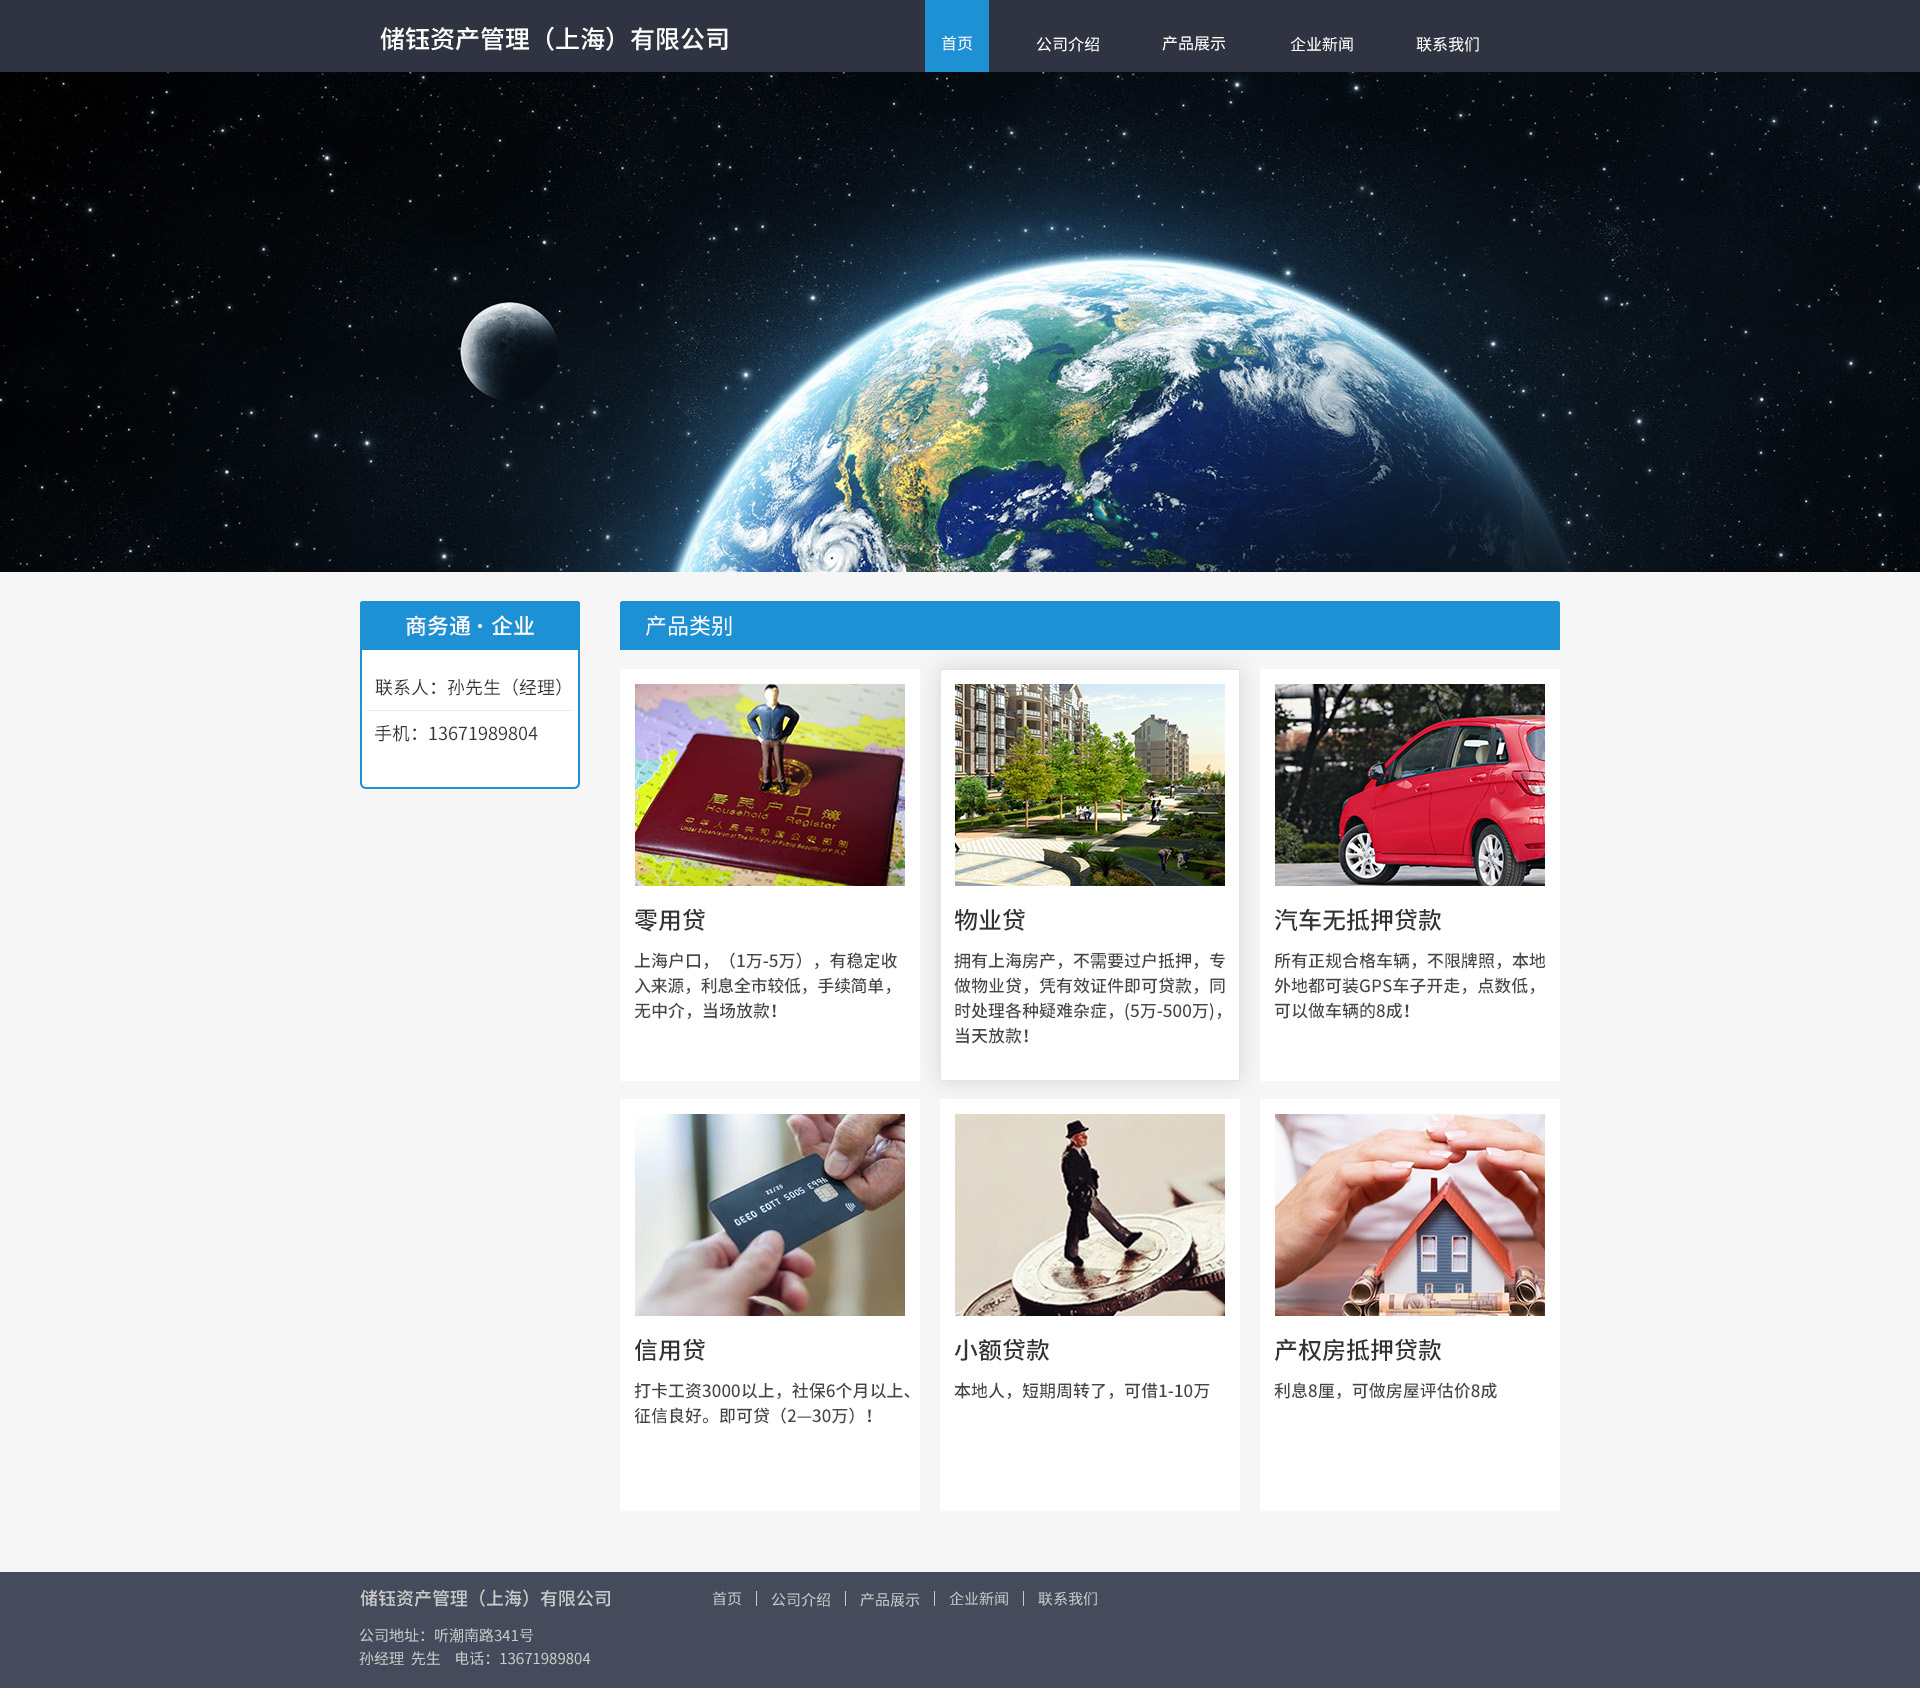 储钰资产管理（上海）有限公司
首页
公司介绍
产品展示
企业新闻
联系我们
商务通·企业
联系人：孙先生（经理）
手机：13671989804
产品类别
居民户口簿
Household Register
中华人民共和国公安部制
Under Supervision of The Ministry of Public Security of P.R.C
零用贷
上海户口，（1万-5万），有稳定收
入来源，利息全市较低，手续简单，
无中介，当场放款！
物业贷
拥有上海房产，不需要过户抵押，专
做物业贷，凭有效证件即可贷款，同
时处理各种疑难杂症，(5万-500万)，
当天放款！
汽车无抵押贷款
所有正规合格车辆，不限牌照，本地
外地都可装GPS车子开走，点数低，
可以做车辆的8成！
信用贷
打卡工资3000以上，社保6个月以上、
征信良好。即可贷（2—30万）！
小额贷款
本地人，短期周转了，可借1-10万
产权房抵押贷款
利息8厘，可做房屋评估价8成
储钰资产管理（上海）有限公司
首页 | 公司介绍 | 产品展示 | 企业新闻 | 联系我们
公司地址：听潮南路341号
孙经理 先生 电话：13671989804